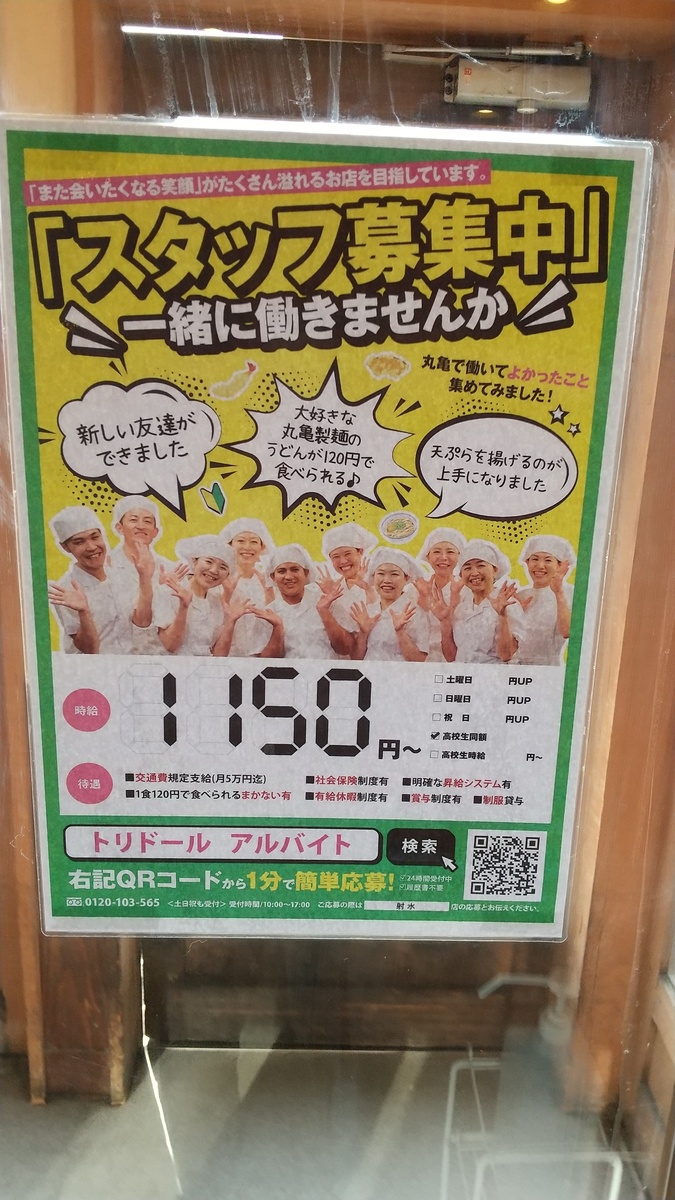 「また会いたくなる笑顔」がたくさん溢れるお店を目指しています。
「スタッフ募集中」
一緒に働きませんか
丸亀で働いてよかったこと
集めてみました！
新しい友達が
できました
大好きな
丸亀製麺の
うどんが120円で
食べられる♪
天ぷらを揚げるのが
上手になりました
時給
1150円〜
□土曜日 円UP
□日曜日 円UP
□祝 日 円UP
☑高校生同額
□高校生時給 円〜
待遇
■交通費規定支給(月5万円迄) ■社会保険制度有 ■明確な昇給システム有
■1食120円で食べられるまかない有 ■有給休暇制度有 ■賞与制度有 ■制服貸与
トリドール アルバイト 検索
右記QRコードから1分で簡単応募！
☑24時間受付中
☑履歴書不要
0120-103-565 ＜土日祝も受付＞ 受付時間/10:00〜17:00 ご応募の際は 射水 店の応募とお伝えください。